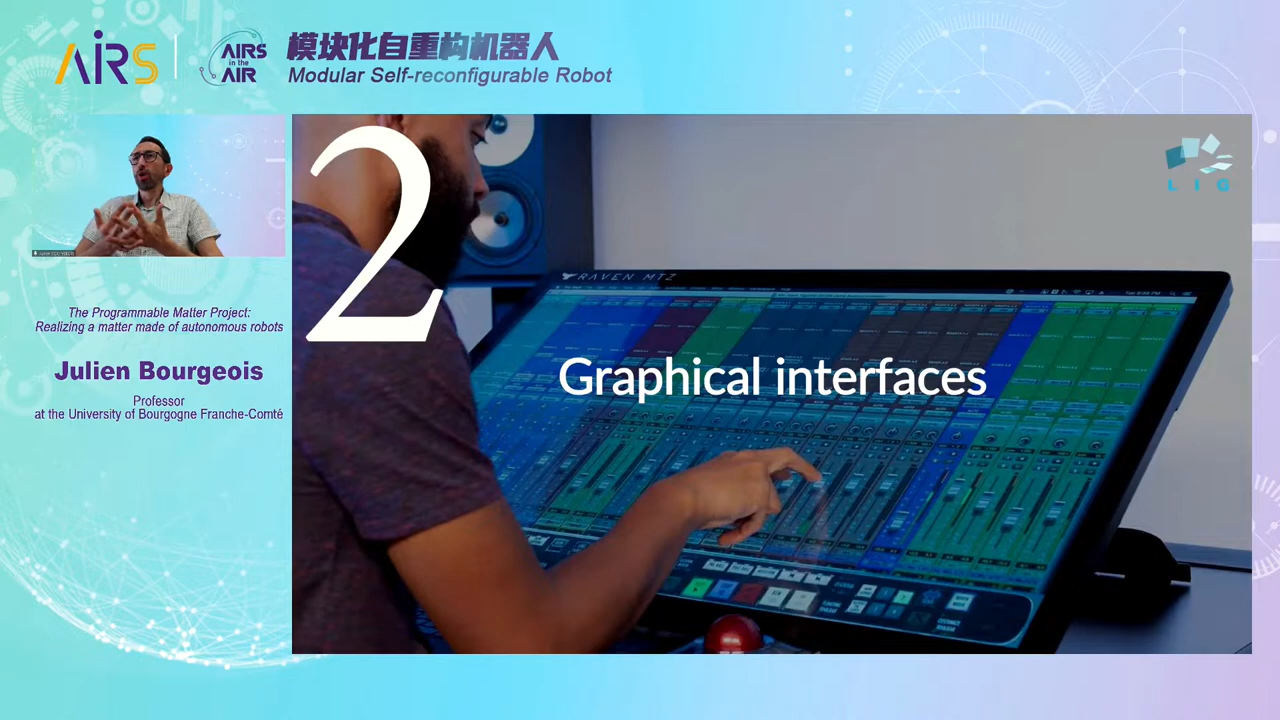 AIRS
AIRS
in the
AIR
模块化自重构机器人
Modular Self-reconfigurable Robot
2
LIG
RAVEN MTZ
Graphical interfaces
The Programmable Matter Project:
Realizing a matter made of autonomous robots
Julien Bourgeois
Professor
at the University of Bourgogne Franche-Comté